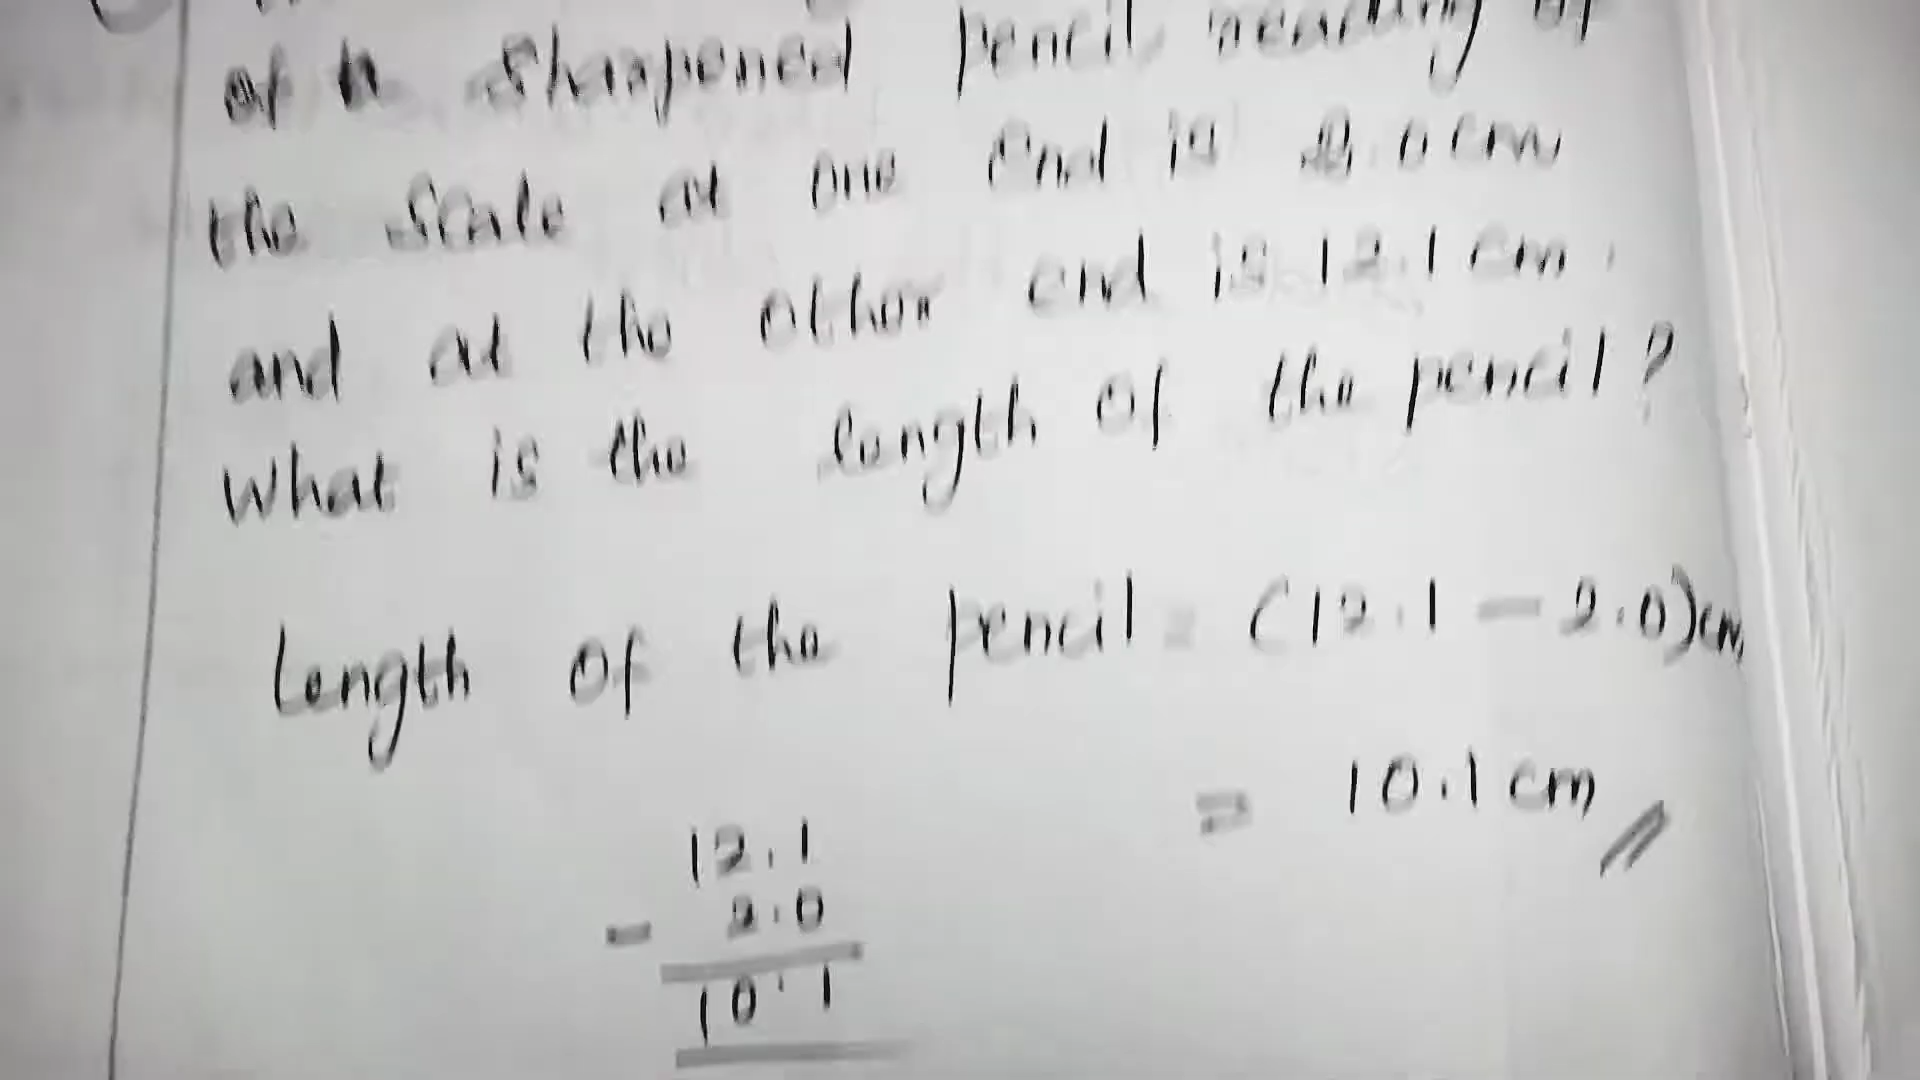 of a sharpened pencil, reading of
the scale at one end is 2.0 cm
and at the other end is 12.1 cm.
What is the length of the pencil?
Length of the pencil = (12.1 - 2.0)cm
= 10.1 cm
12.1
- 2.0
10.1